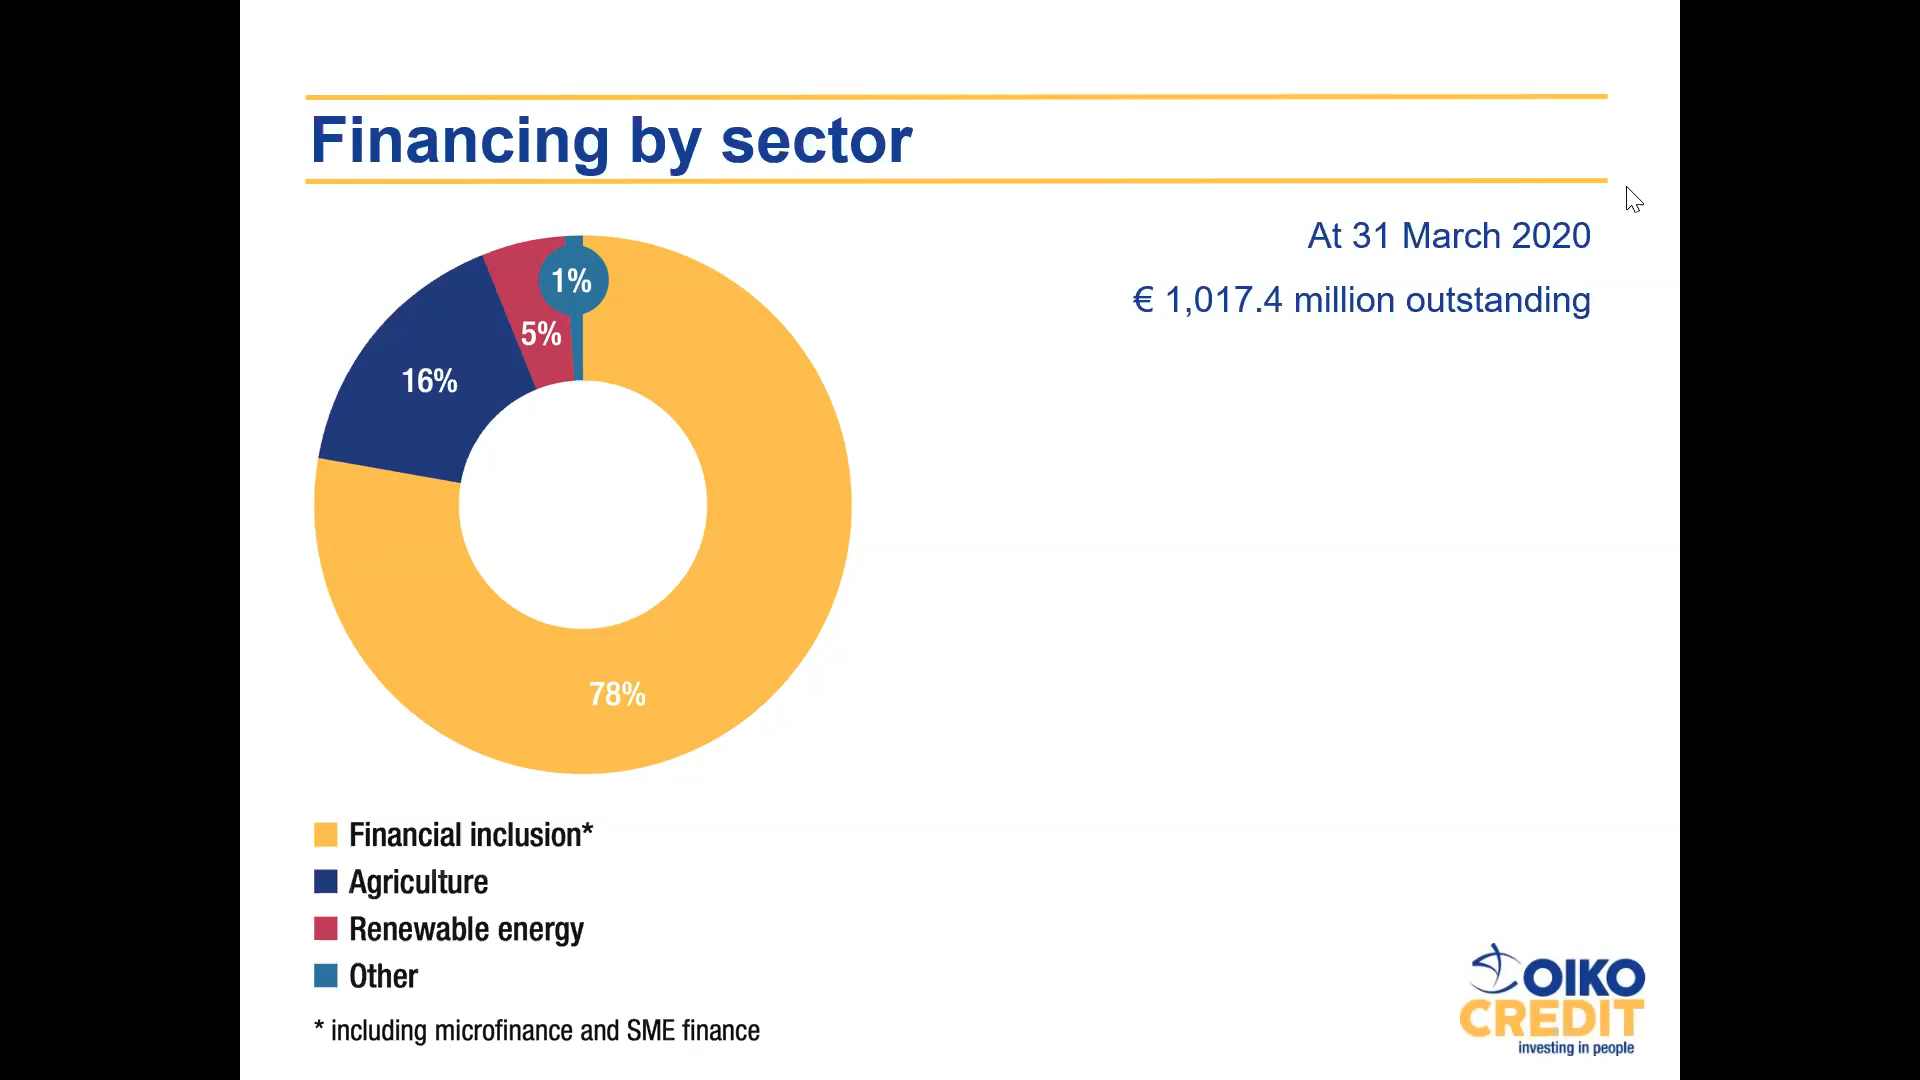 Financing by sector
At 31 March 2020
€ 1,017.4 million outstanding
1%
5%
16%
78%
Financial inclusion*
Agriculture
Renewable energy
Other
* including microfinance and SME finance
OIKO
CREDIT
investing in people